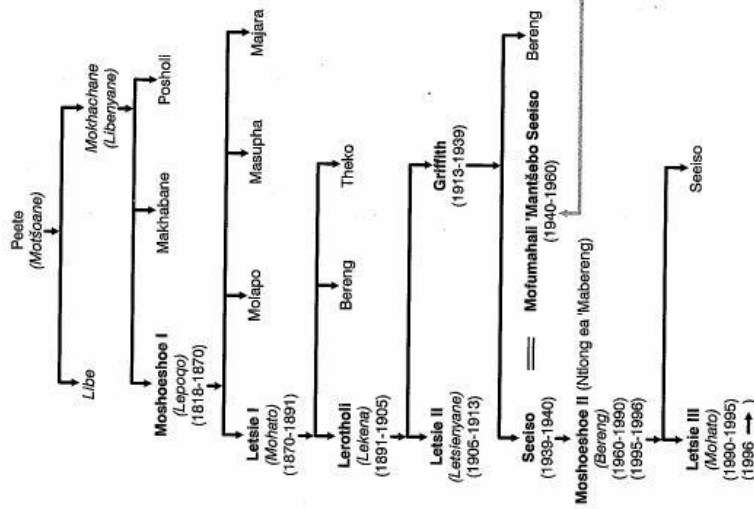 Peete
(Motšoane)
Libe
Mokhachane
(Libenyane)
Moshoeshoe I
(Lepoqo)
(1818-1870)
Makhabane
Posholi
Letsie I
(Mohato)
(1870-1891)
Molapo
Masupha
Majara
Lerotholi
(Lekena)
(1891-1905)
Bereng
Theko
Letsie II
(Letsienyane)
(1905-1913)
Griffith
(1913-1939)
Seeiso
(1939-1940)
Mofumahali 'Mantšebo Seeiso
(1940-1960)
Bereng
Moshoeshoe II (Ntlong ea 'Mabereng)
(Bereng)
(1960-1990)
(1995-1996)
Letsie III
(Mohato)
(1990-1995)
(1996 → )
Seeiso